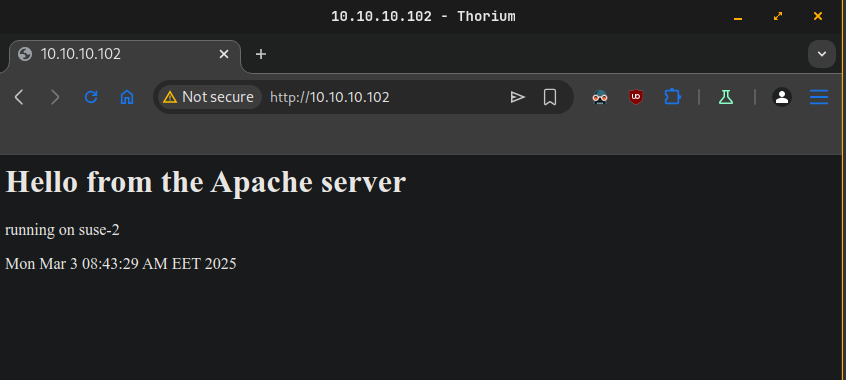 10.10.10.102 - Thorium
10.10.10.102
Not secure http://10.10.10.102
Hello from the Apache server
running on suse-2
Mon Mar 3 08:43:29 AM EET 2025